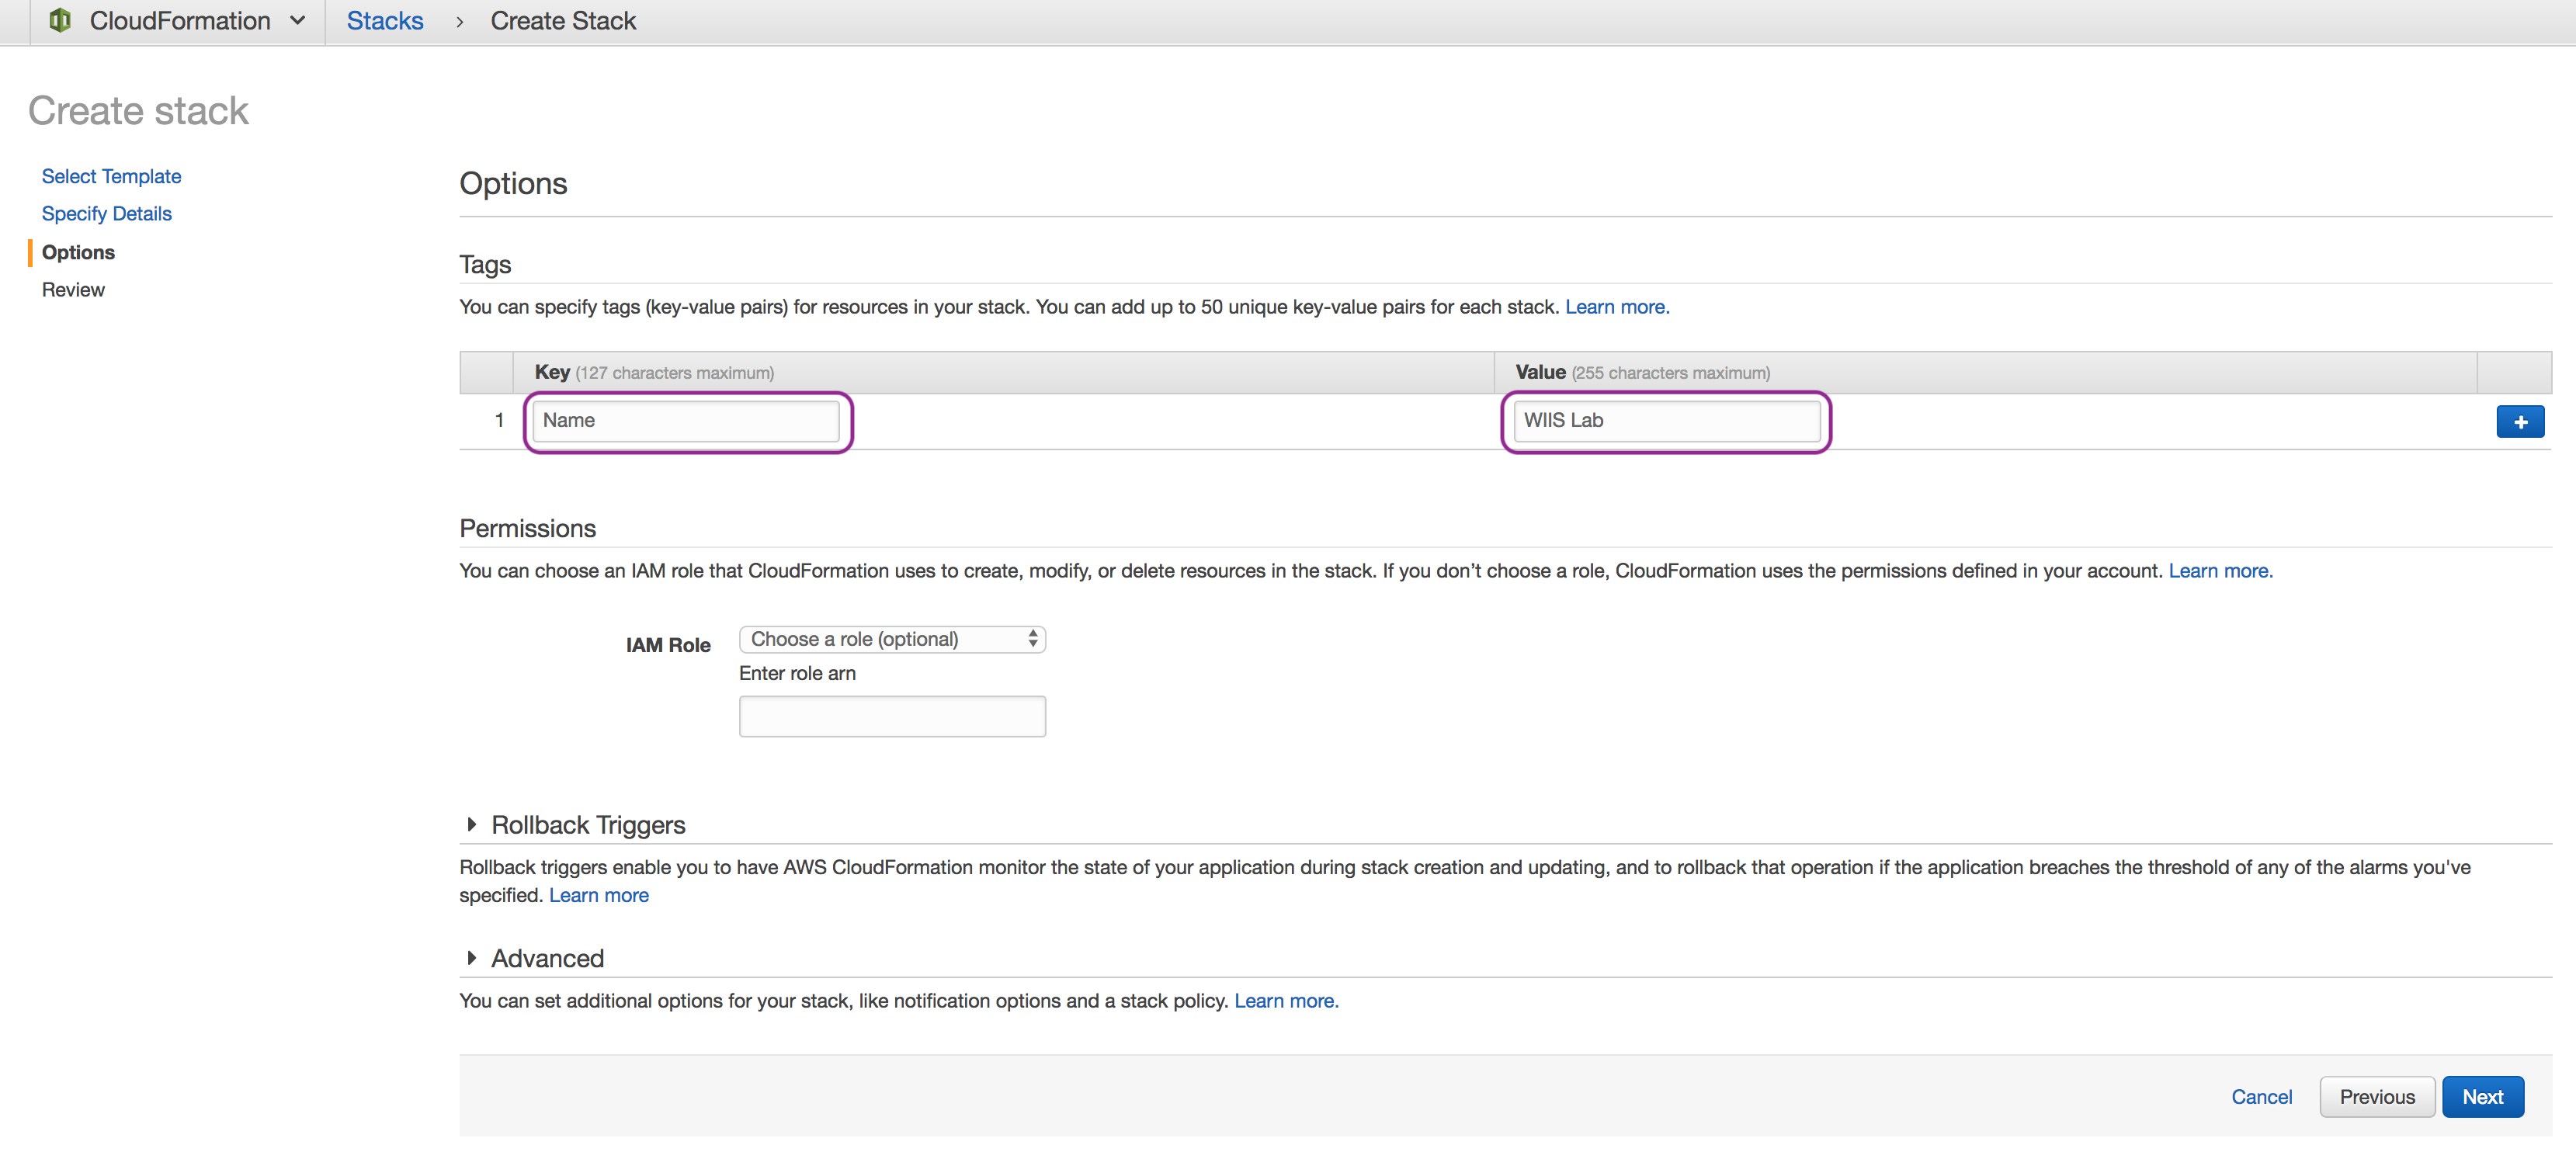 CloudFormation
Stacks > Create Stack
Create stack
Select Template
Specify Details
Options
Review
Options
Tags
You can specify tags (key-value pairs) for resources in your stack. You can add up to 50 unique key-value pairs for each stack. Learn more.
Key (127 characters maximum)
Value (255 characters maximum)
1
Name
WIIS Lab
+
Permissions
You can choose an IAM role that CloudFormation uses to create, modify, or delete resources in the stack. If you don’t choose a role, CloudFormation uses the permissions defined in your account. Learn more.
IAM Role
Choose a role (optional)
Enter role arn
Rollback Triggers
Rollback triggers enable you to have AWS CloudFormation monitor the state of your application during stack creation and updating, and to rollback that operation if the application breaches the threshold of any of the alarms you've
specified. Learn more
Advanced
You can set additional options for your stack, like notification options and a stack policy. Learn more.
Cancel
Previous
Next